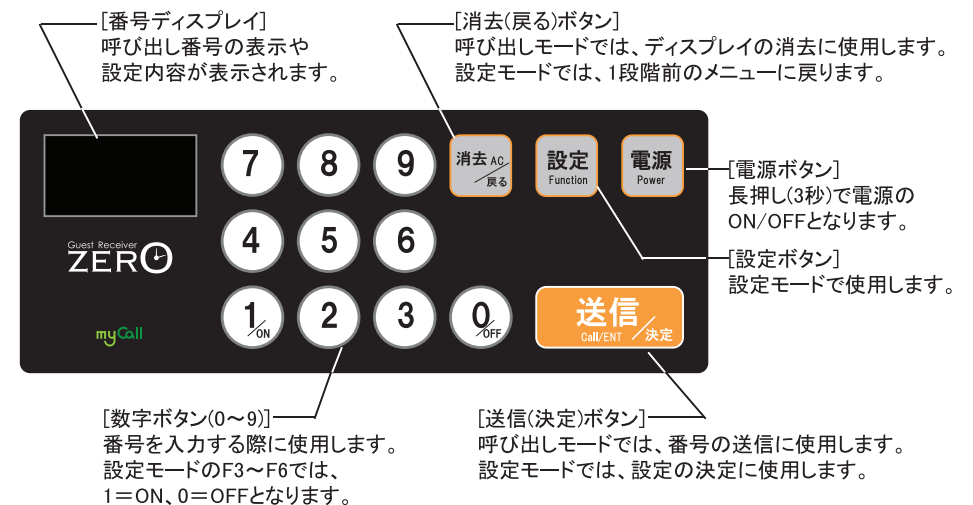 [番号ディスプレイ]
呼び出し番号の表示や
設定内容が表示されます。
[消去(戻る)ボタン]
呼び出しモードでは、ディスプレイの消去に使用します。
設定モードでは、1段階前のメニューに戻ります。
7
8
9
消去 AC
戻る
設定
Function
電源
Power
[電源ボタン]
長押し(3秒)で電源の
ON/OFFとなります。
4
5
6
Guest Receiver
ZERO
[設定ボタン]
設定モードで使用します。
1/ON
2
3
0/OFF
送信
Call/ENT
決定
myCall
[数字ボタン(0〜9)]
番号を入力する際に使用します。
設定モードのF3〜F6では、
1=ON、0=OFFとなります。
[送信(決定)ボタン]
呼び出しモードでは、番号の送信に使用します。
設定モードでは、設定の決定に使用します。